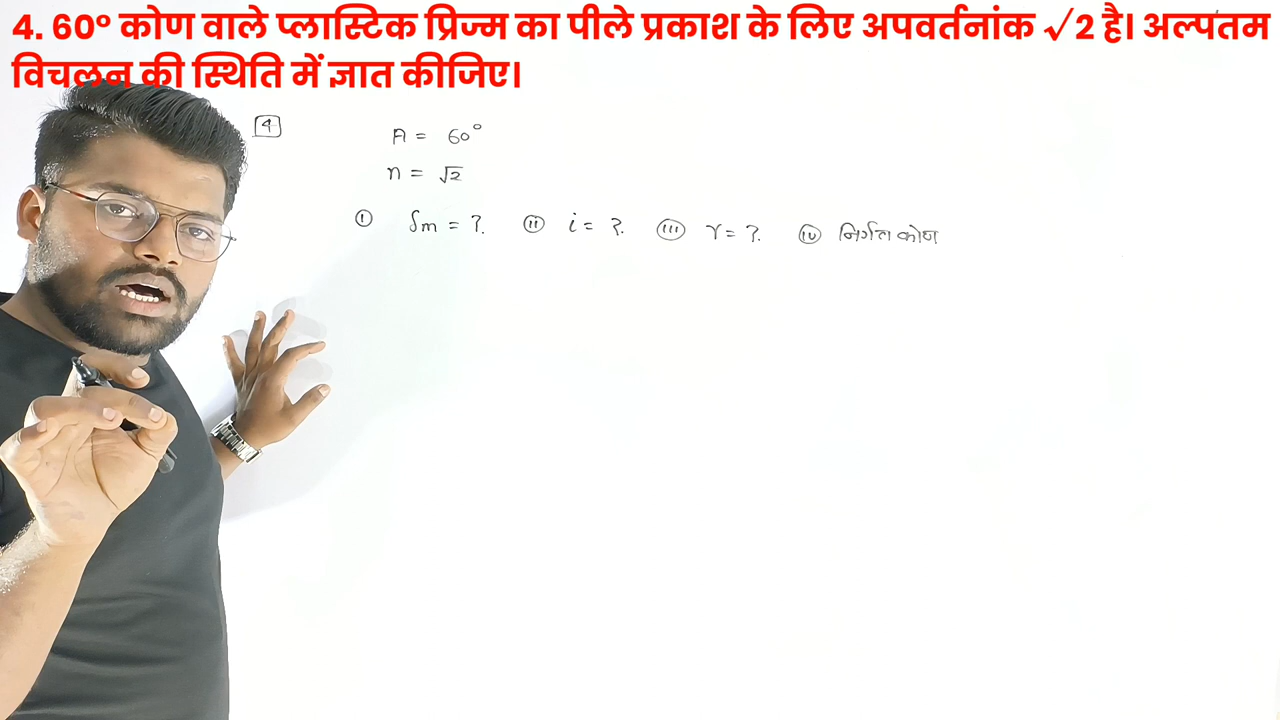 4. 60° कोण वाले प्लास्टिक प्रिज्म का पीले प्रकाश के लिए अपवर्तनांक √2 है। अल्पतम
विचलन की स्थिति में ज्ञात कीजिए।
4
A = 60°
n = √2
(i) δm = ?. (ii) i = ?. (iii) r = ?. (iv) निर्गत कोण